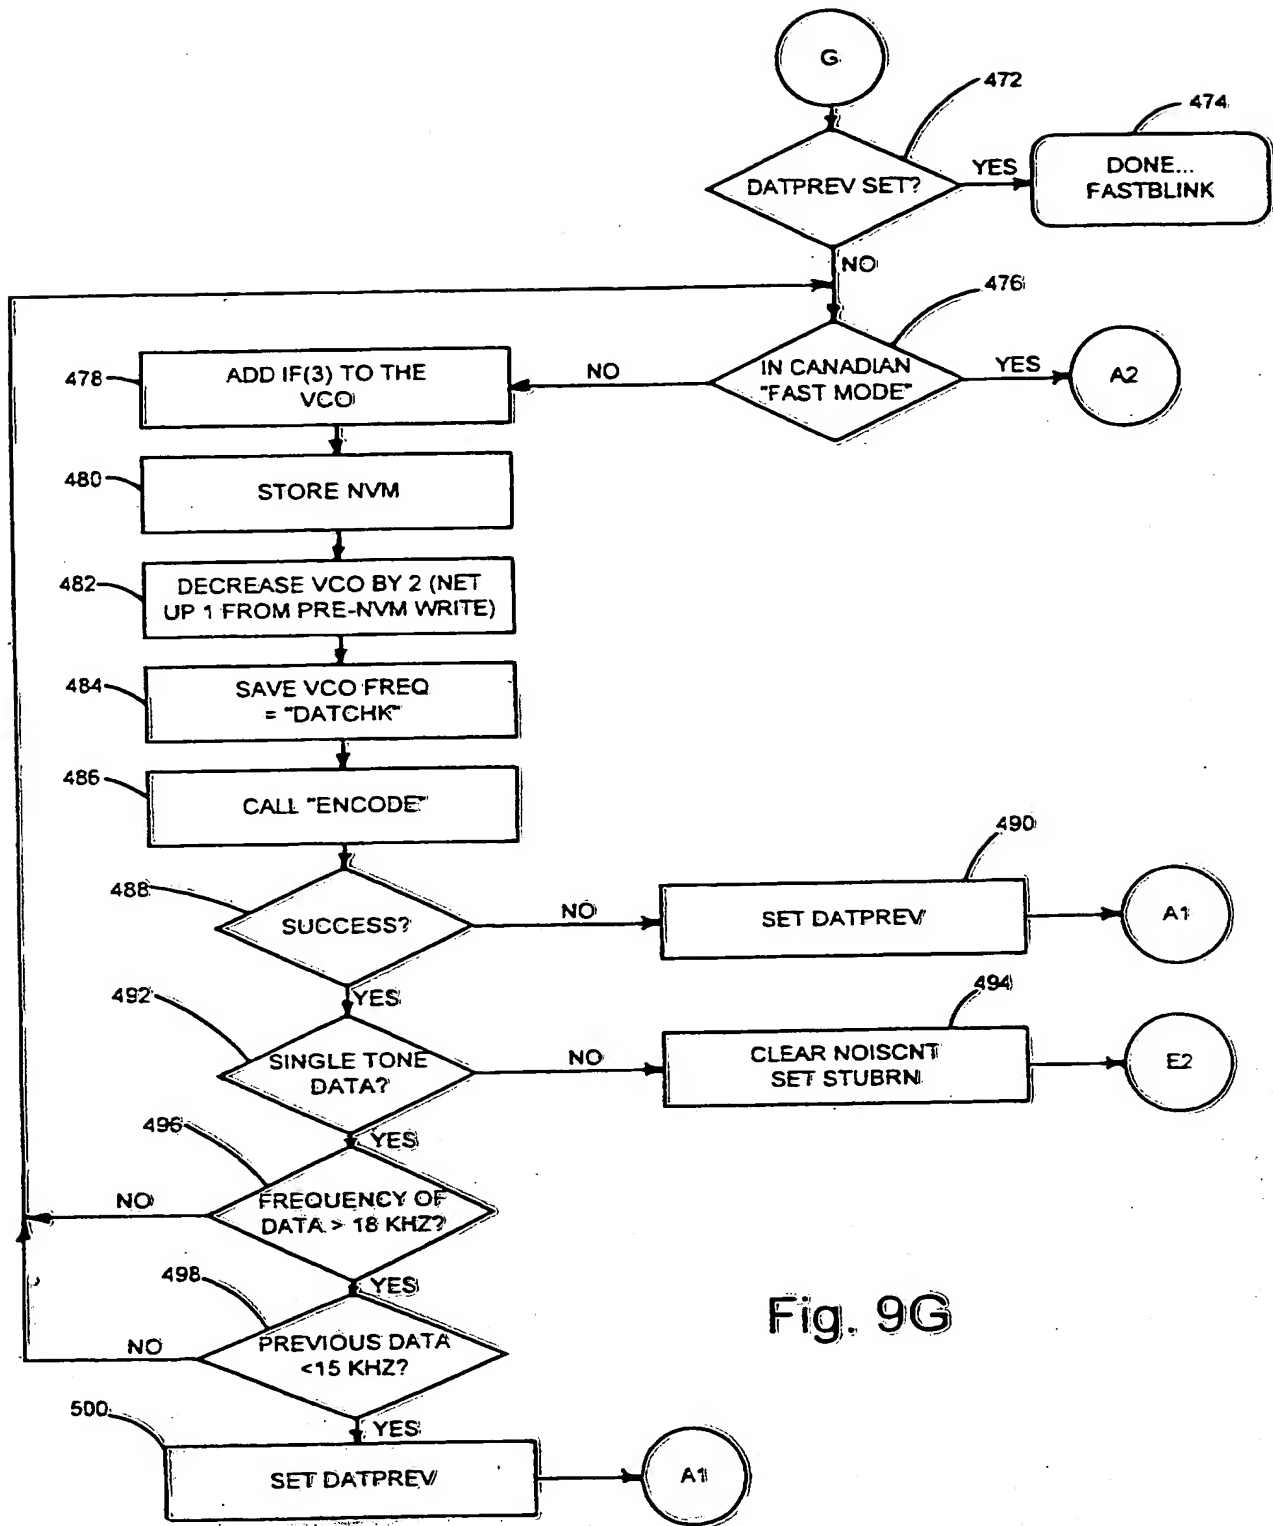 G
472
474
DATPREV SET?
YES
DONE...
FASTBLINK
NO
476
IN CANADIAN
"FAST MODE"
YES
A2
NO
478
ADD IF(3) TO THE
VCO
480
STORE NVM
482
DECREASE VCO BY 2 (NET
UP 1 FROM PRE-NVM WRITE)
484
SAVE VCO FREQ
= "DATCHK"
486
CALL "ENCODE"
488
SUCCESS?
NO
490
SET DATPREV
A1
YES
492
SINGLE TONE
DATA?
NO
494
CLEAR NOISCNT
SET STUBRN
E2
YES
496
FREQUENCY OF
DATA > 18 KHZ?
NO
YES
498
PREVIOUS DATA
<15 KHZ?
NO
YES
500
SET DATPREV
A1
Fig. 9G